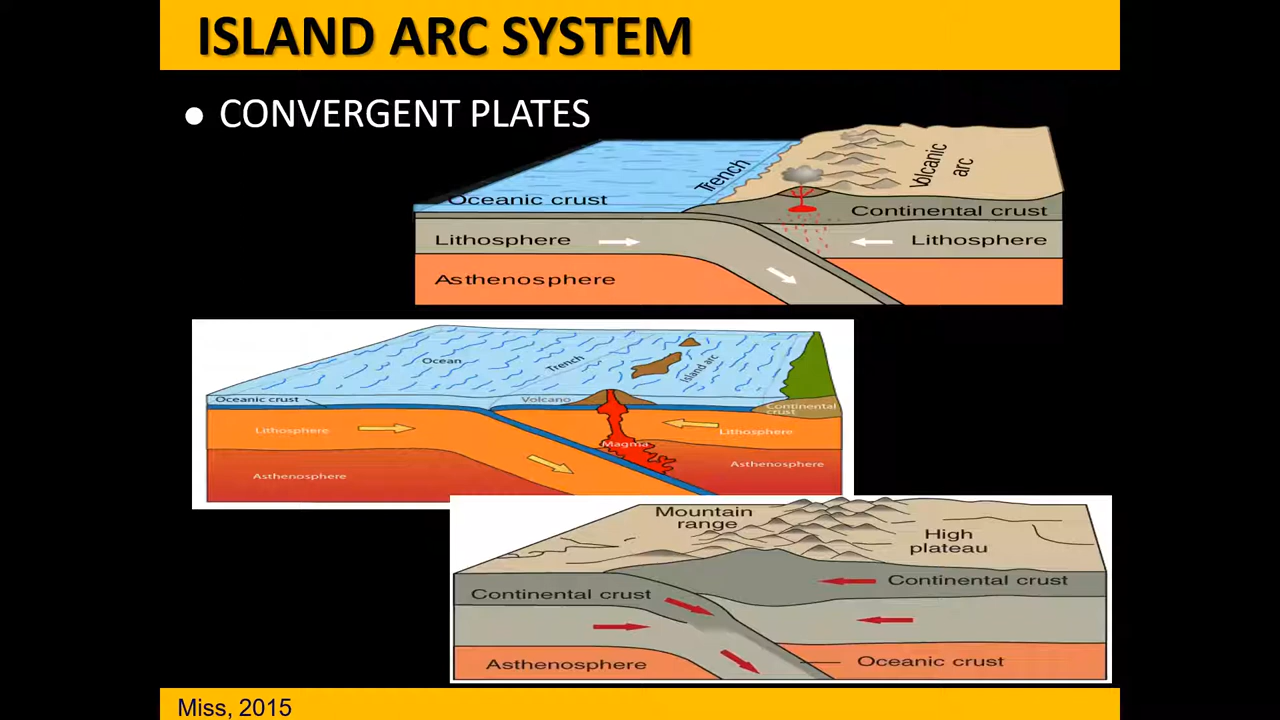 ISLAND ARC SYSTEM
● CONVERGENT PLATES
Trench
Volcanic
arc
Oceanic crust
Continental crust
Lithosphere
Lithosphere
Asthenosphere
Ocean
Trench
Island arc
Oceanic crust
Volcano
Continental
crust
Lithosphere
Lithosphere
Magma
Asthenosphere
Asthenosphere
Mountain
range
High
plateau
Continental crust
Continental crust
Asthenosphere
Oceanic crust
Miss, 2015